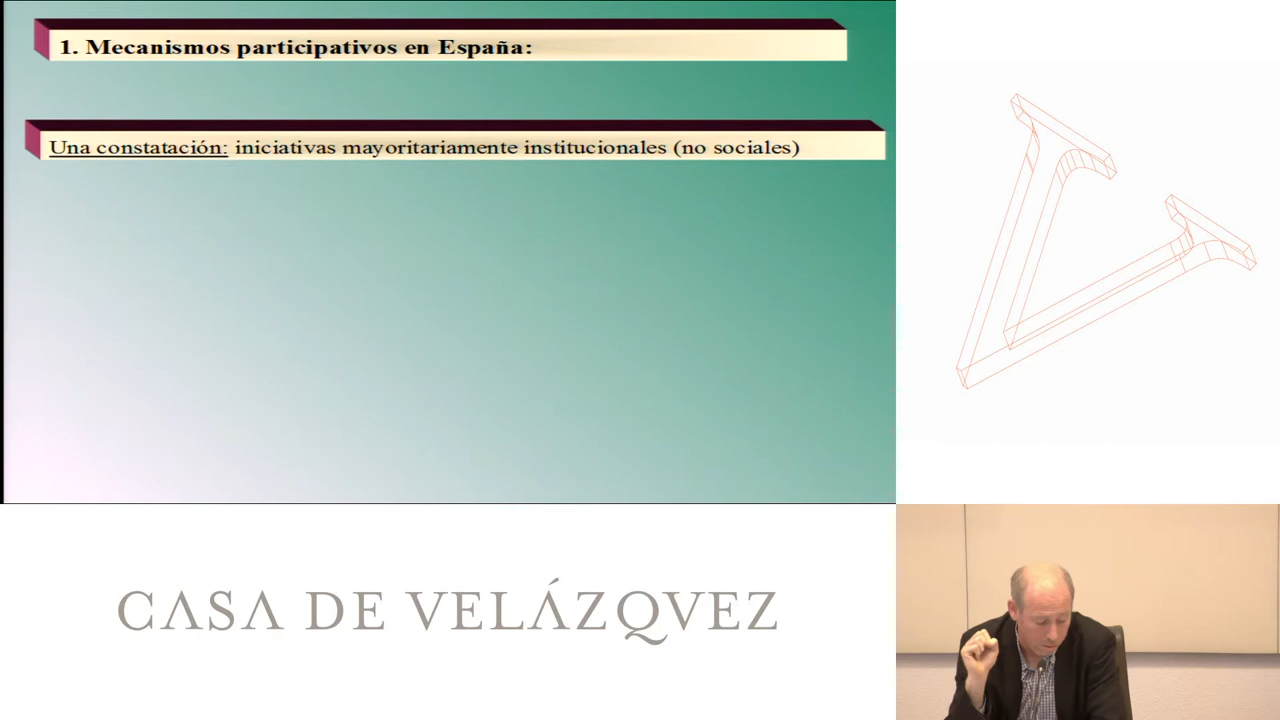 1. Mecanismos participativos en España:
Una constatación: iniciativas mayoritariamente institucionales (no sociales)
CASA DE VELÁZQVEZ